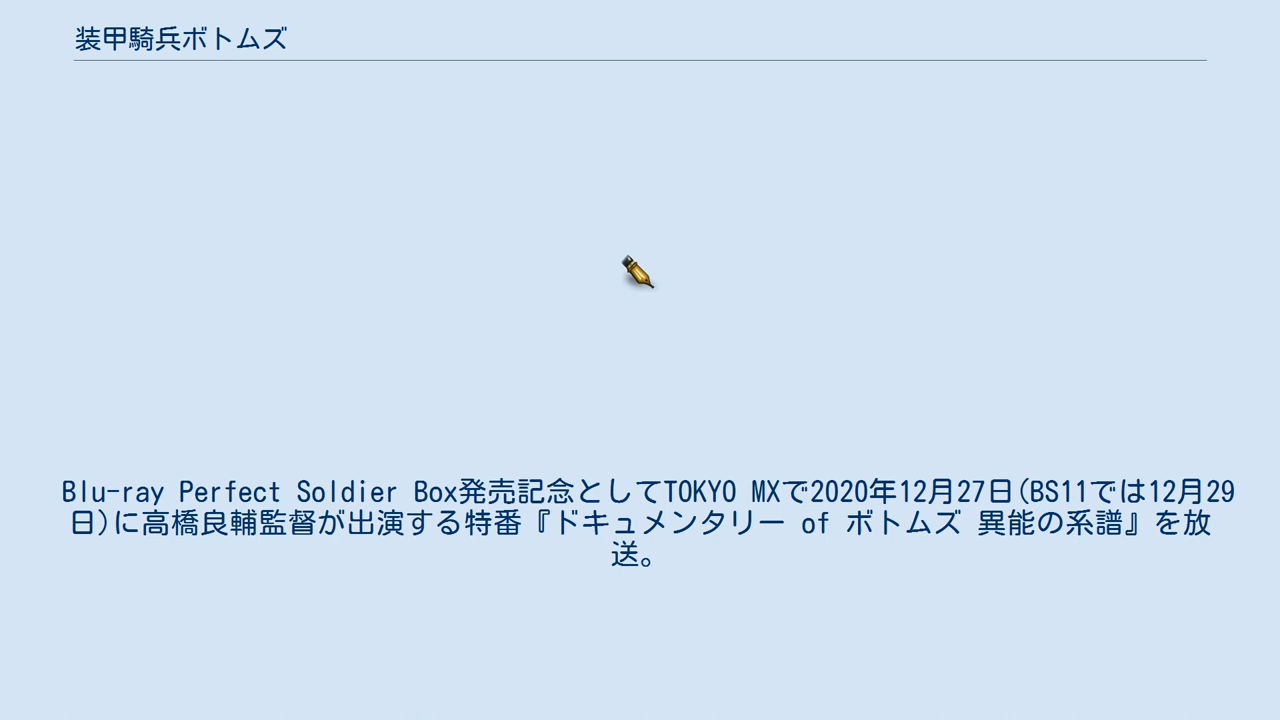 装甲騎兵ボトムズ
Blu-ray Perfect Soldier Box発売記念としてTOKYO MXで2020年12月27日(BS11では12月29
日)に高橋良輔監督が出演する特番『ドキュメンタリー of ボトムズ 異能の系譜』を放
送。